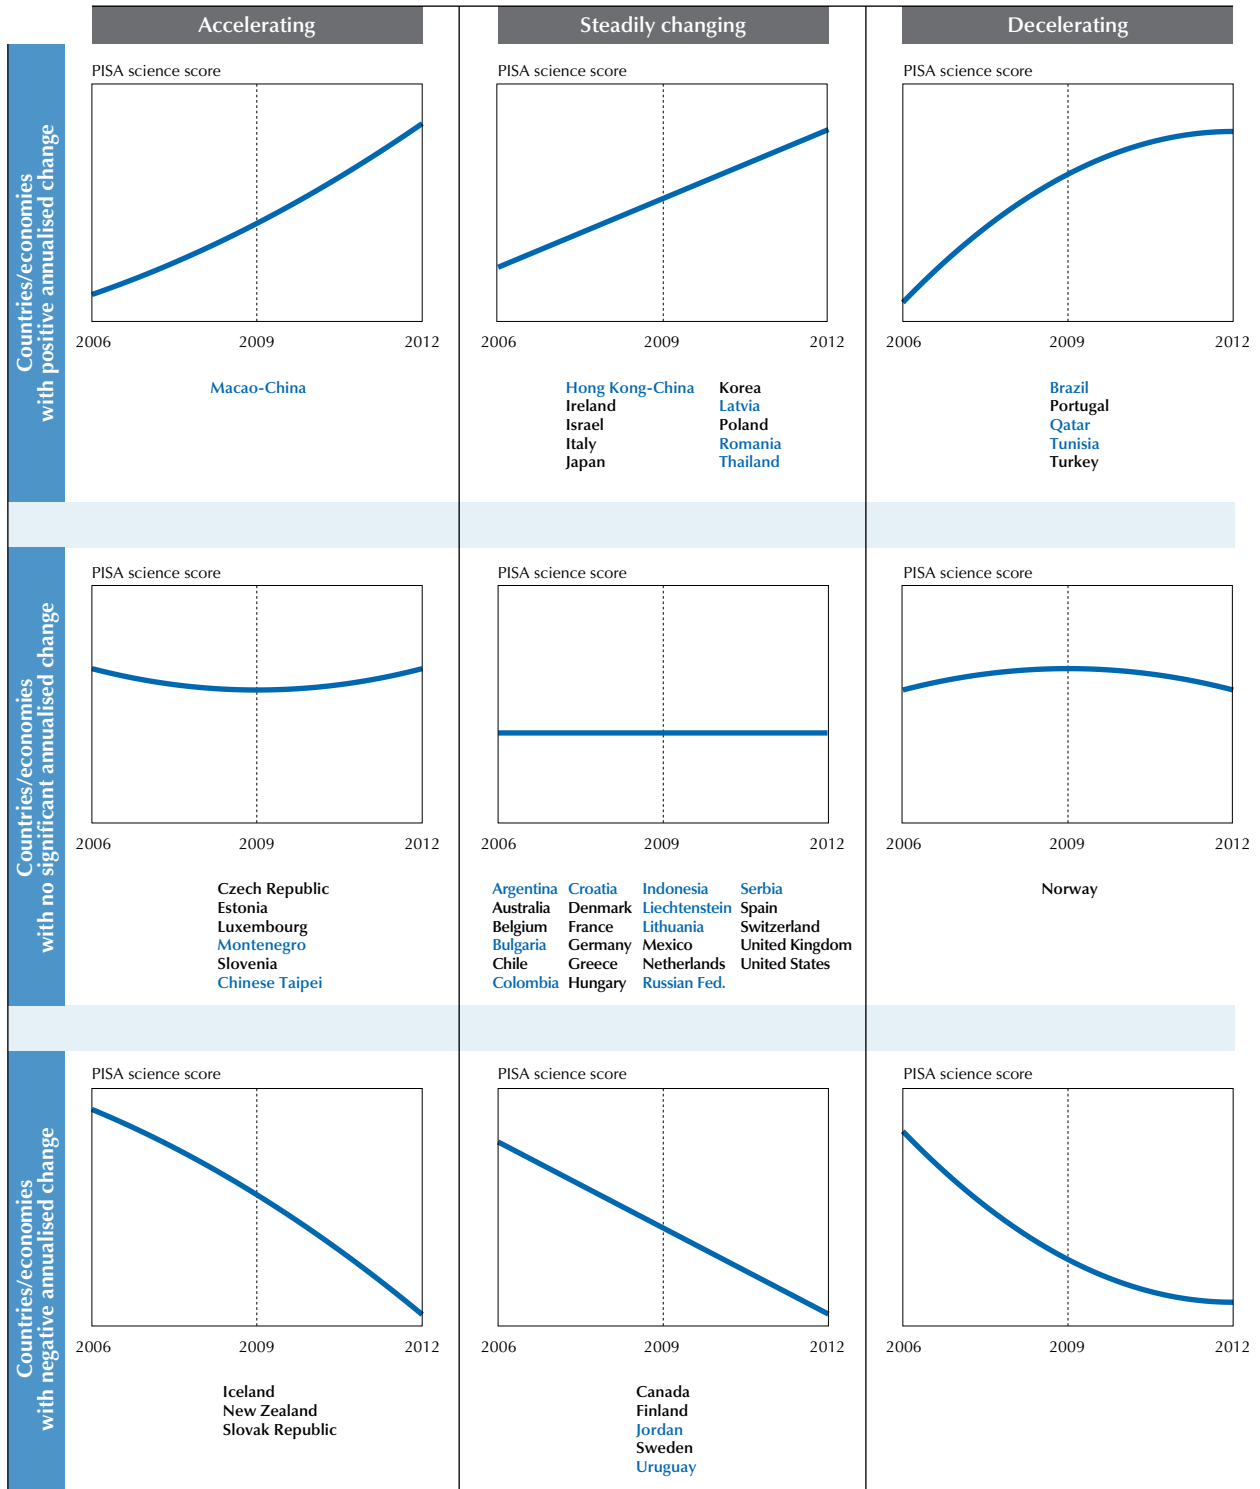 Accelerating
Steadily changing
Decelerating
Countries/economies
with positive annualised change
PISA science score
2006 2009 2012
Macao-China
PISA science score
2006 2009 2012
Hong Kong-China Korea
Ireland Latvia
Israel Poland
Italy Romania
Japan Thailand
PISA science score
2006 2009 2012
Brazil
Portugal
Qatar
Tunisia
Turkey
Countries/economies
with no significant annualised change
PISA science score
2006 2009 2012
Czech Republic
Estonia
Luxembourg
Montenegro
Slovenia
Chinese Taipei
PISA science score
2006 2009 2012
Argentina Croatia Indonesia Serbia
Australia Denmark Liechtenstein Spain
Belgium France Lithuania Switzerland
Bulgaria Germany Mexico United Kingdom
Chile Greece Netherlands United States
Colombia Hungary Russian Fed.
PISA science score
2006 2009 2012
Norway
Countries/economies
with negative annualised change
PISA science score
2006 2009 2012
Iceland
New Zealand
Slovak Republic
PISA science score
2006 2009 2012
Canada
Finland
Jordan
Sweden
Uruguay
PISA science score
2006 2009 2012